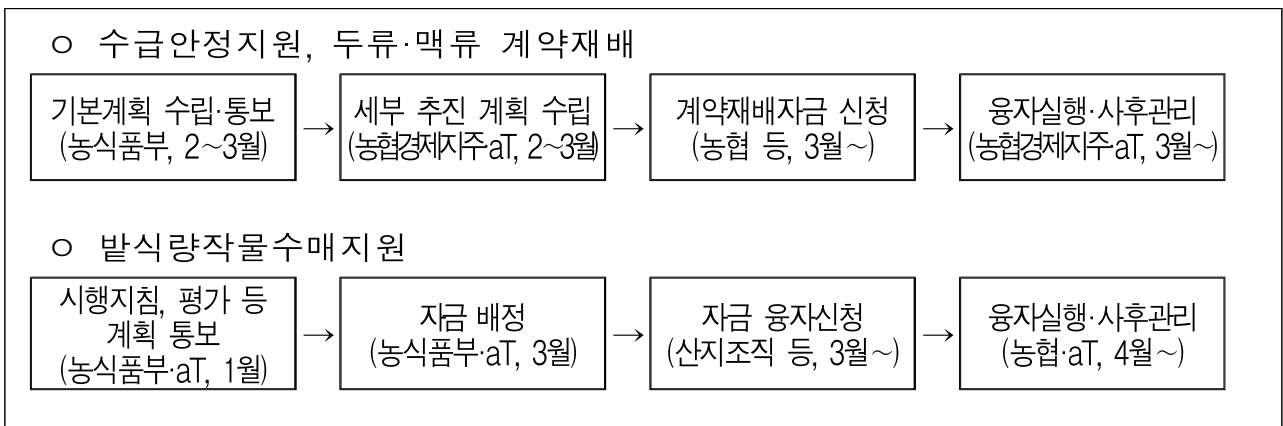 ㅇ 수급안정지원, 두류·맥류 계약재배
기본계획 수립·통보
(농식품부, 2~3월)
→
세부 추진 계획 수립
(농협경제지주·aT, 2~3월)
→
계약재배자금 신청
(농협 등, 3월~)
→
융자실행·사후관리
(농협경제지주·aT, 3월~)
ㅇ 밭식량작물수매지원
시행지침, 평가 등
계획 통보
(농식품부·aT, 1월)
→
자금 배정
(농식품부·aT, 3월)
→
자금 융자신청
(산지조직 등, 3월~)
→
융자실행·사후관리
(농협·aT, 4월~)